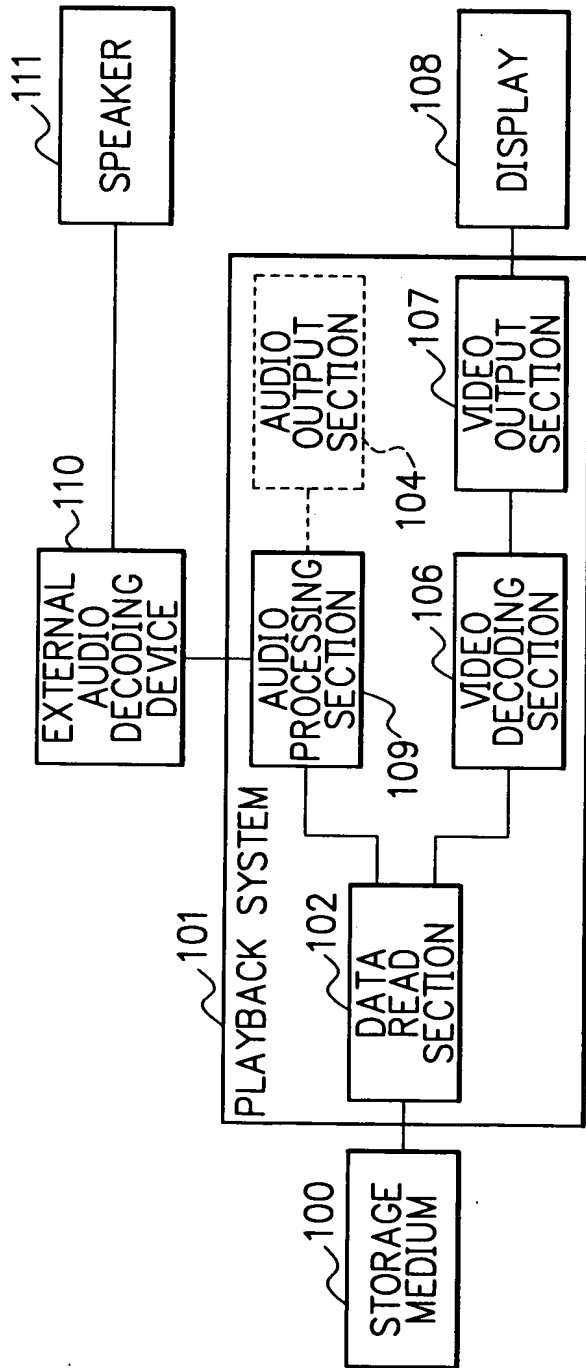 100
STORAGE
MEDIUM
101
PLAYBACK SYSTEM
102
DATA
READ
SECTION
110
EXTERNAL
AUDIO
DECODING
DEVICE
AUDIO
PROCESSING
SECTION
109
AUDIO
OUTPUT
SECTION
104
111
SPEAKER
VIDEO
DECODING
SECTION
106
VIDEO
OUTPUT
SECTION
107
108
DISPLAY